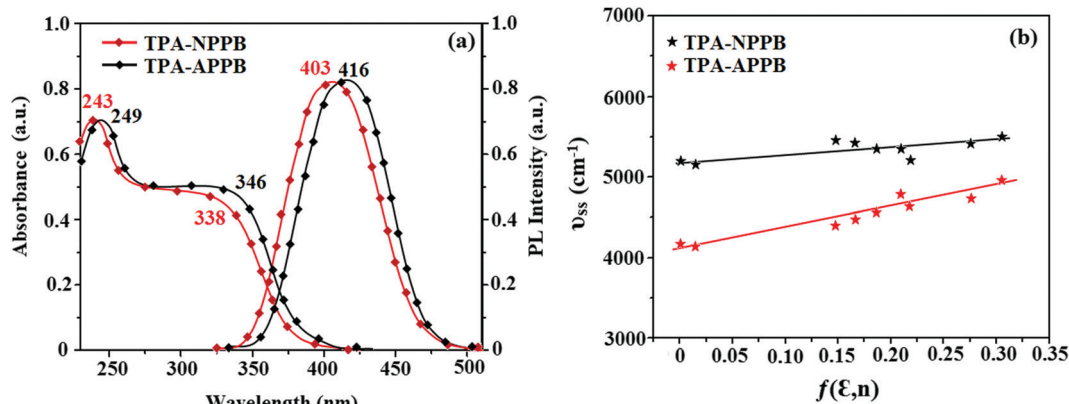 (a)
TPA-NPPB
TPA-APPB
403
416
243
249
346
338
Absorbance (a.u.)
1.0
0.8
0.6
0.4
0.2
0
PL Intensity (a.u.)
1.0
0.8
0.6
0.4
0.2
0
250 300 350 400 450 500
Wavelength (nm)
(b)
TPA-NPPB
TPA-APPB
υss (cm⁻¹)
7000
6000
5000
4000
3000
0 0.05 0.10 0.15 0.20 0.25 0.30 0.35
f(Ɛ,n)